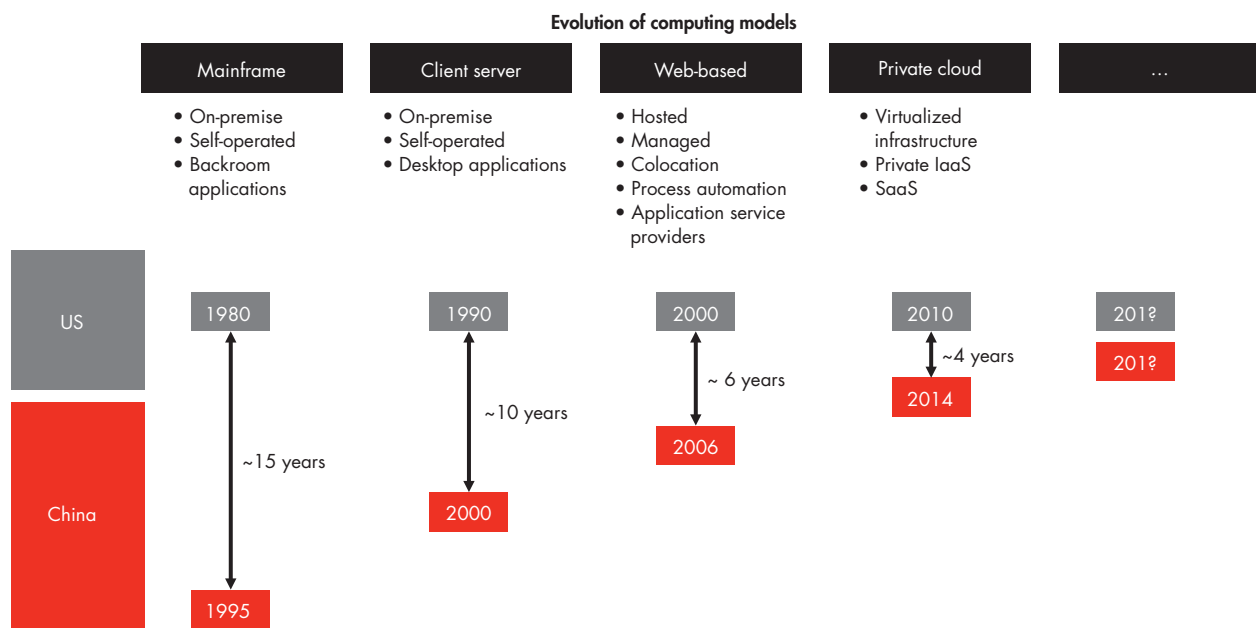 Evolution of computing models
Mainframe
Client server
Web-based
Private cloud
...
• On-premise
• Self-operated
• Backroom
applications
• On-premise
• Self-operated
• Desktop applications
• Hosted
• Managed
• Colocation
• Process automation
• Application service
providers
• Virtualized
infrastructure
• Private IaaS
• SaaS
US
1980
1990
2000
2010
201?
~15 years
~10 years
~ 6 years
~4 years
China
1995
2000
2006
2014
201?